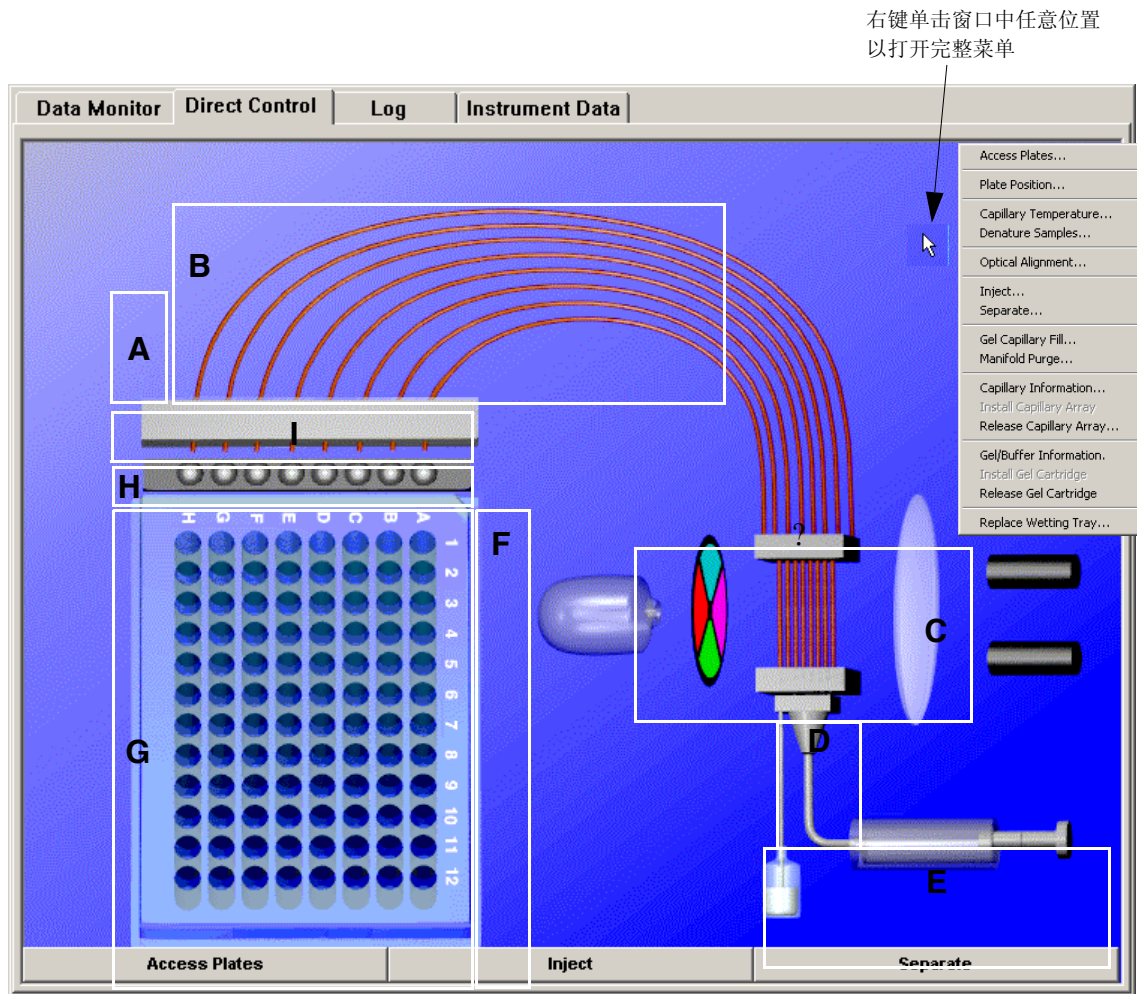 右键单击窗口中任意位置
以打开完整菜单
Data Monitor
Direct Control
Log
Instrument Data
Access Plates...
Plate Position...
Capillary Temperature...
Denature Samples...
Optical Alignment...
Inject...
Separate...
Gel Capillary Fill...
Manifold Purge...
Capillary Information...
Install Capillary Array
Release Capillary Array...
Gel/Buffer Information.
Install Gel Cartridge
Release Gel Cartridge
Replace Wetting Tray...
B
A
I
H
H G F E D C B A
F
?
1
2
3
4
5
6
7
8
9
10
11
12
C
G
D
E
Access Plates
Inject
Separate